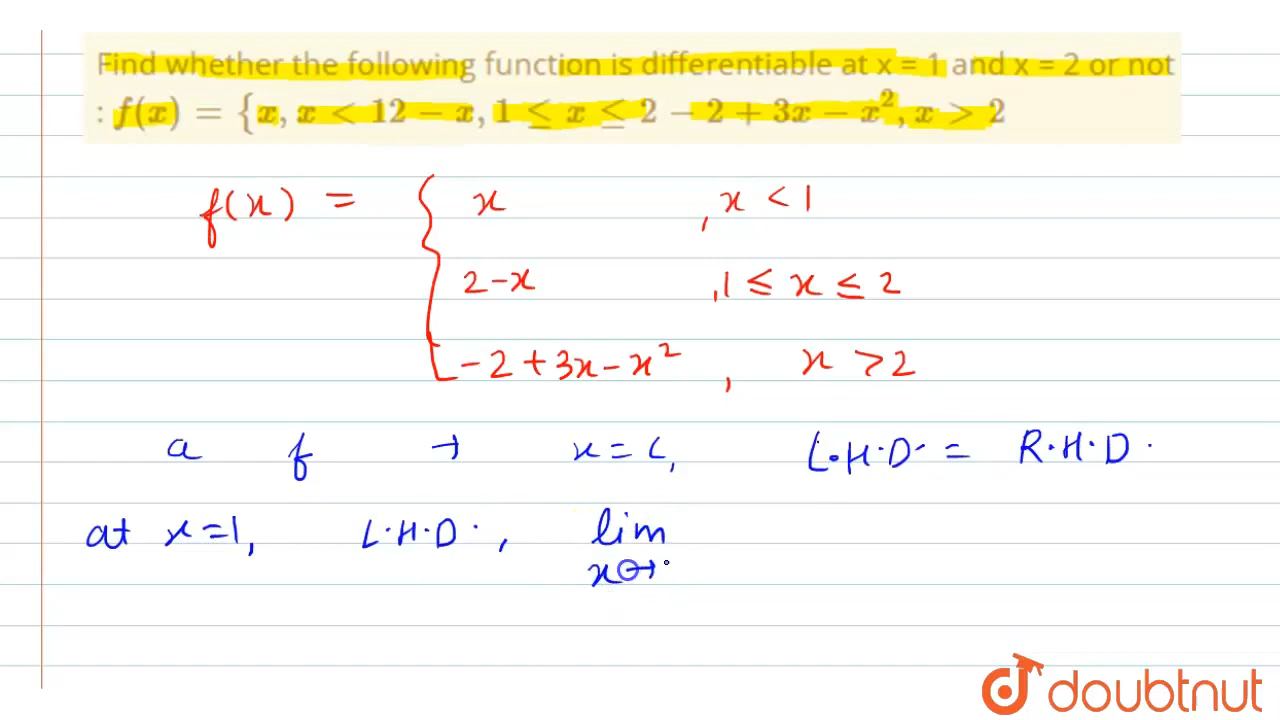 Find whether the following function is differentiable at x = 1 and x = 2 or not
: f(x) = {x, x < 12 − x, 1 ≤ x ≤ 2 − 2 + 3x − x², x > 2
f(x) = { x , x < 1
2-x , 1 ≤ x ≤ 2
-2+3x-x² , x > 2
a f → x = c, L.H.D. = R.H.D.
at x=1, L.H.D., lim
x→
doubtnut